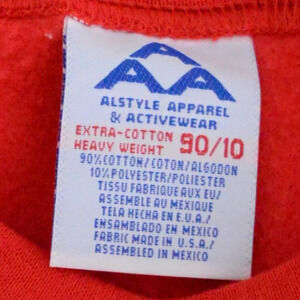 AAA
ALSTYLE APPAREL
& ACTIVEWEAR
EXTRA-COTTON
HEAVY WEIGHT 90/10
90% COTTON/COTON/ALGODON
10% POLYESTER/POLIESTER
TISSU FABRIQUE AUX EU/
ASSEMBLE AU MEXIQUE
TELA HECHA EN E.U.A./
ENSAMBLADO EN MEXICO
FABRIC MADE IN U.S.A./
ASSEMBLED IN MEXICO